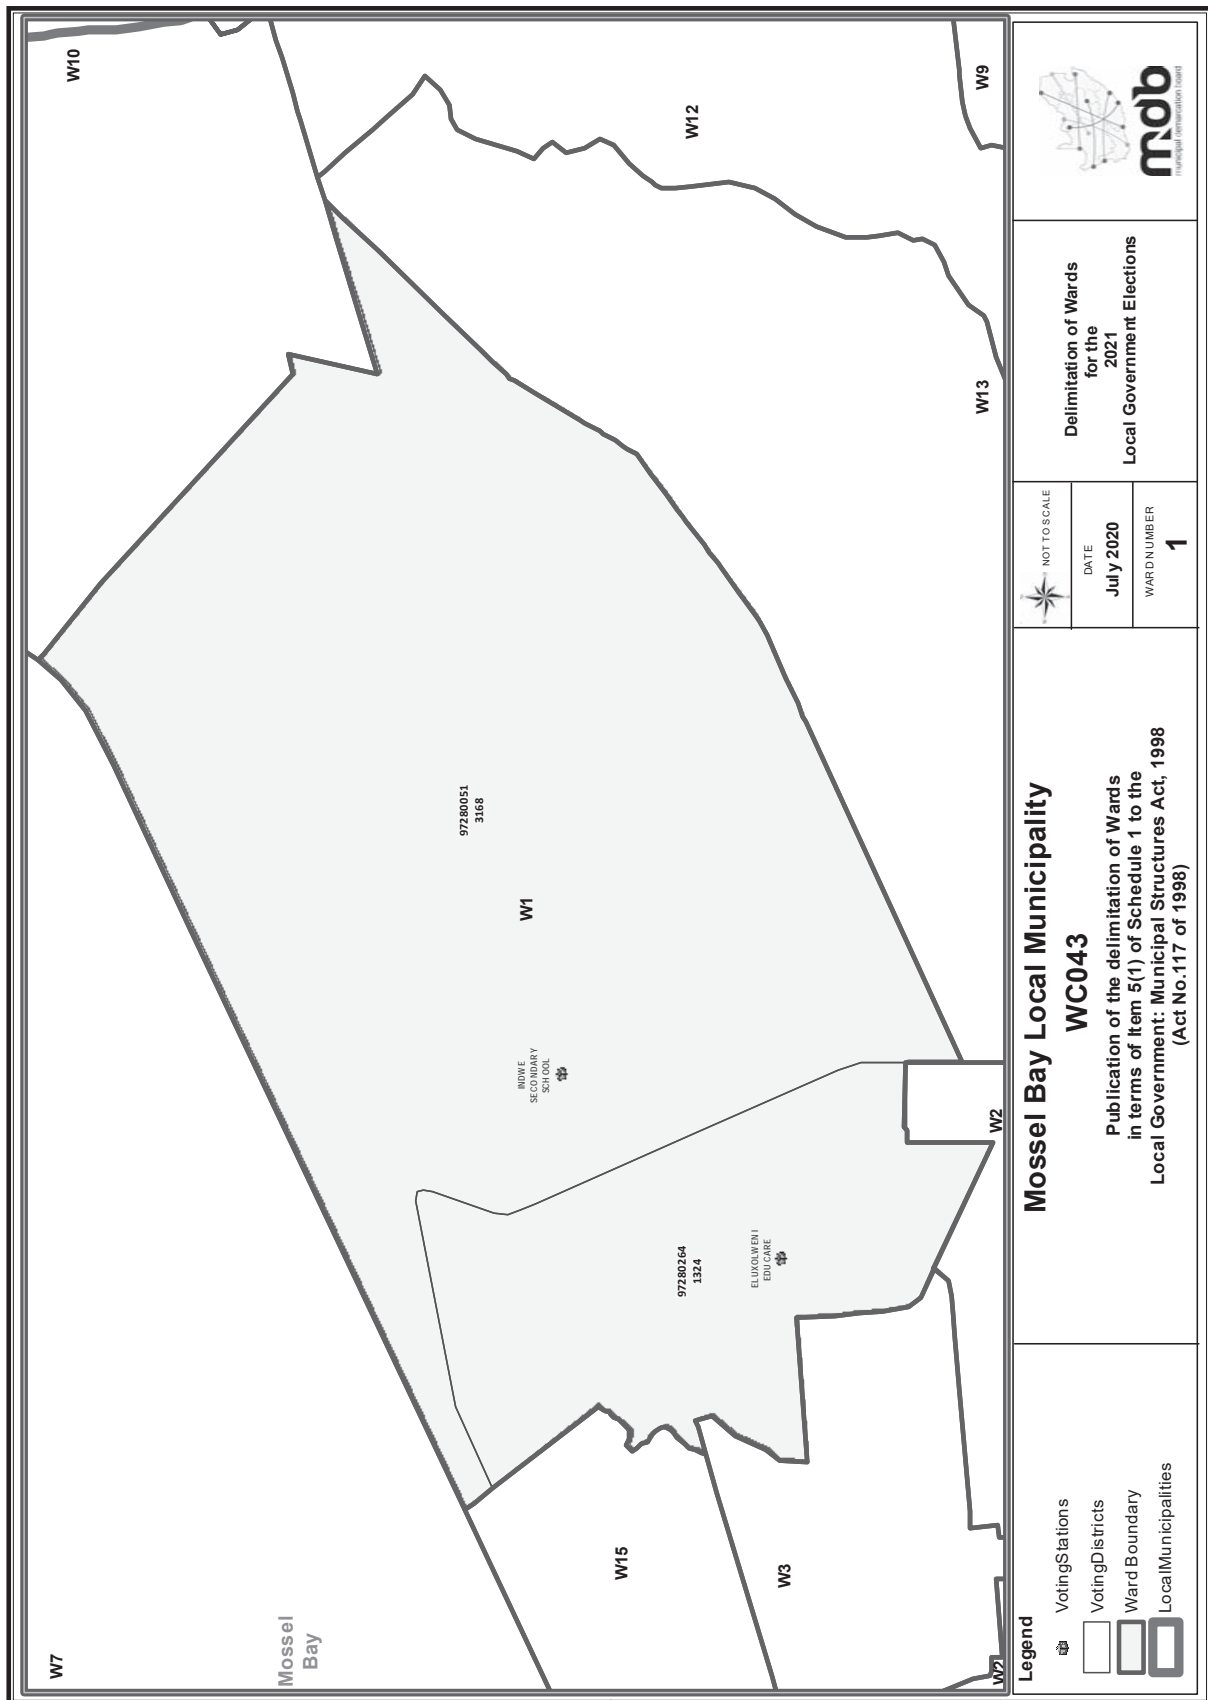 W7
W10
Mossel
Bay
97280051
3168
W1
INDWE
SECONDARY
SCHOOL
W12
W15
97280264
1324
ELUXOLWENI
EDUCARE
W3
W13
W9
W2
W2
Legend
VotingStations
VotingDistricts
Ward Boundary
LocalMunicipalities
Mossel Bay Local Municipality
WC043
Publication of the delimitation of Wards
in terms of Item 5(1) of Schedule 1 to the
Local Government: Municipal Structures Act, 1998
(Act No.117 of 1998)
NOT TO SCALE
DATE
July 2020
WARD NUMBER
1
Delimitation of Wards
for the
2021
Local Government Elections
mdb
municipal demarcation board